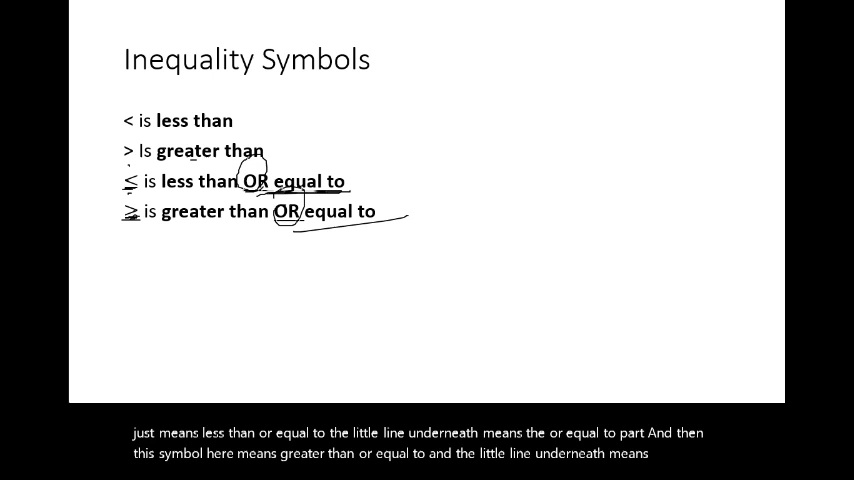 Inequality Symbols
< is less than
> Is greater than
≤ is less than OR equal to
≥ is greater than OR equal to
just means less than or equal to the little line underneath means the or equal to part And then
this symbol here means greater than or equal to and the little line underneath means